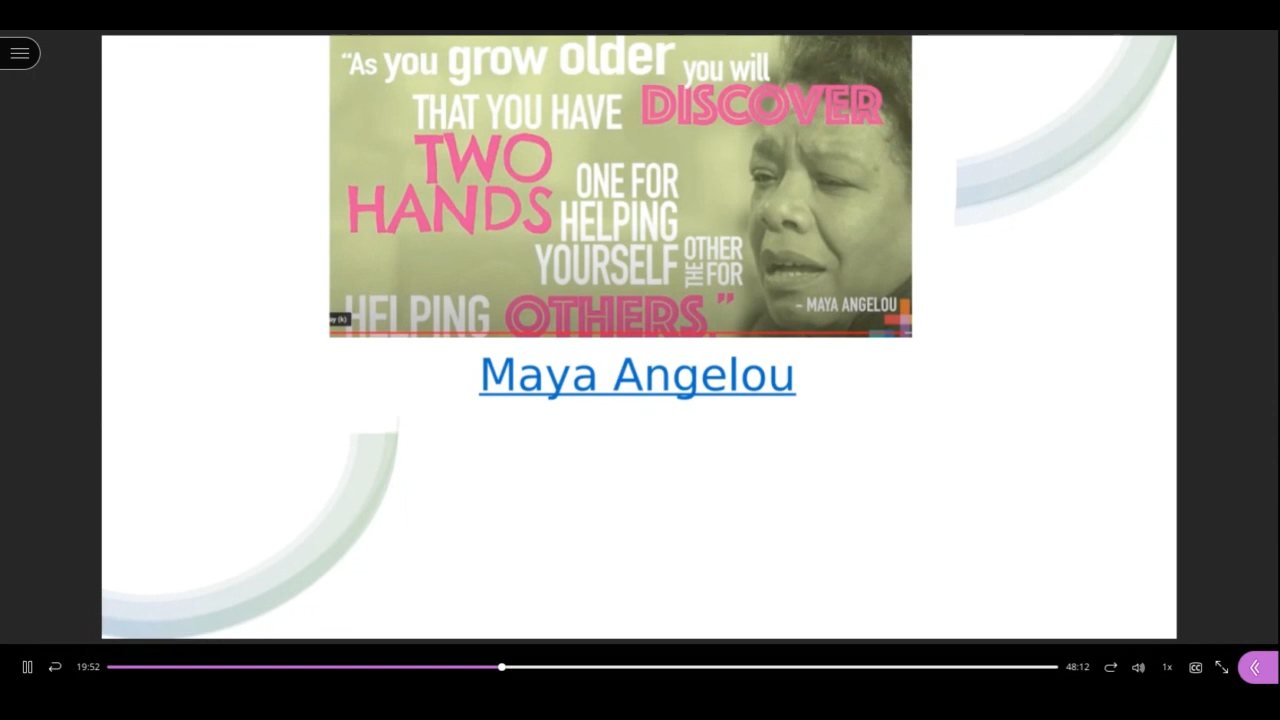 “As you grow older you will
THAT YOU HAVE DISCOVER
TWO
HANDS
ONE FOR
HELPING
YOURSELF
THE
OTHER
FOR
HELPING OTHERS.”
- MAYA ANGELOU
Maya Angelou
19:52
48:12
1x
CC